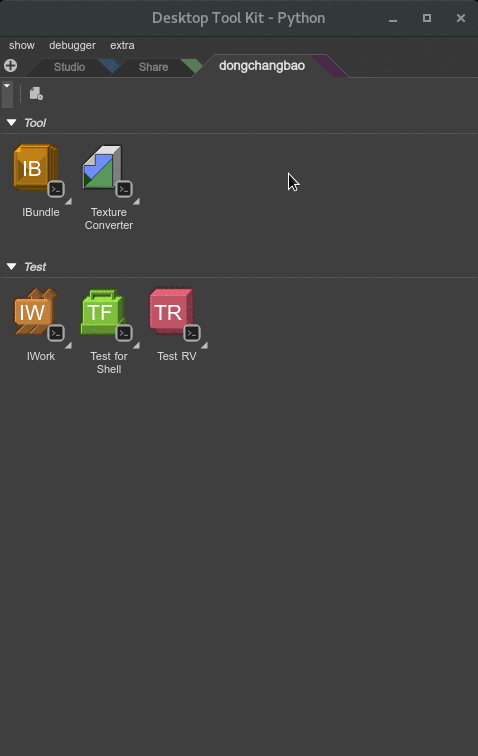 Desktop Tool Kit - Python
show debugger extra
Studio Share dongchangbao
Tool
IB
IBundle Texture
Converter
Test
IW TF TR
IWork Test for Test RV
Shell